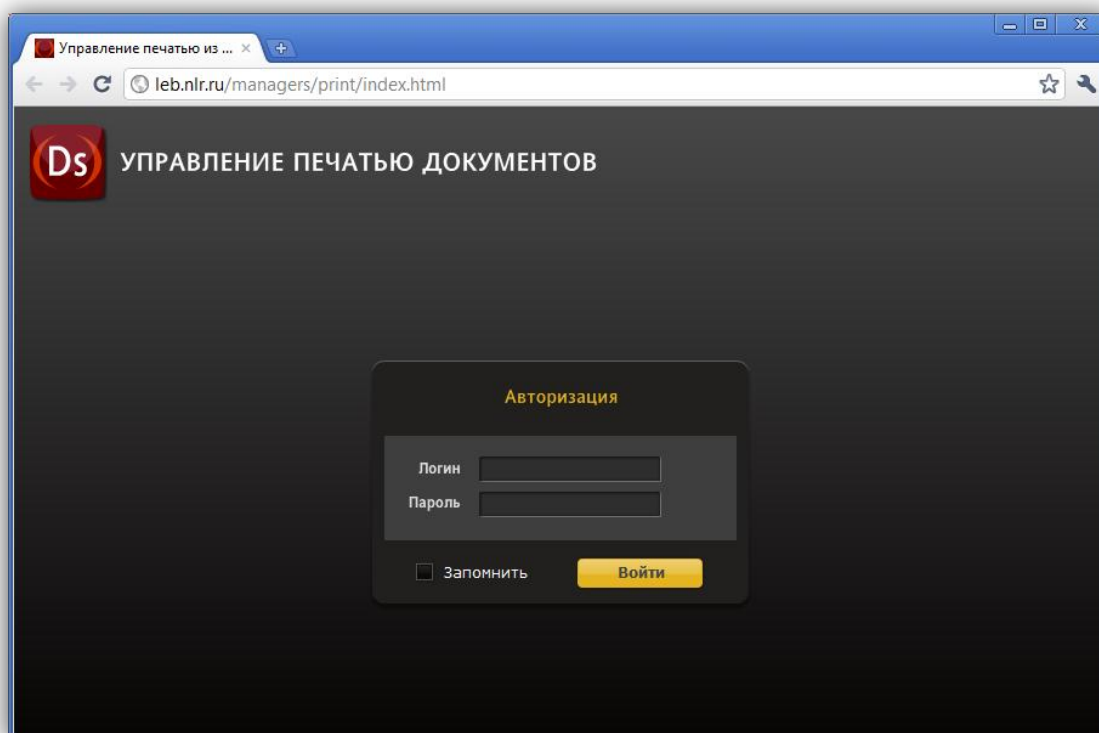 Управление печатью из ...
leb.nlr.ru/managers/print/index.html
Ds
УПРАВЛЕНИЕ ПЕЧАТЬЮ ДОКУМЕНТОВ
Авторизация
Логин
Пароль
Запомнить
Войти